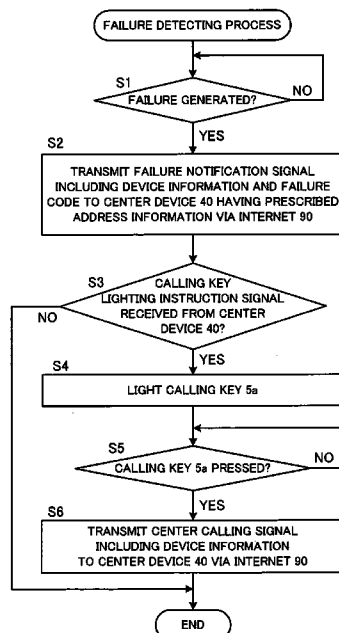 FAILURE DETECTING PROCESS
S1
FAILURE GENERATED?
NO
YES
S2
TRANSMIT FAILURE NOTIFICATION SIGNAL
INCLUDING DEVICE INFORMATION AND FAILURE
CODE TO CENTER DEVICE 40 HAVING PRESCRIBED
ADDRESS INFORMATION VIA INTERNET 90
S3
CALLING KEY
LIGHTING INSTRUCTION SIGNAL
RECEIVED FROM CENTER
DEVICE 40?
NO
YES
S4
LIGHT CALLING KEY 5a
S5
CALLING KEY 5a PRESSED?
NO
YES
S6
TRANSMIT CENTER CALLING SIGNAL
INCLUDING DEVICE INFORMATION
TO CENTER DEVICE 40 VIA INTERNET 90
END